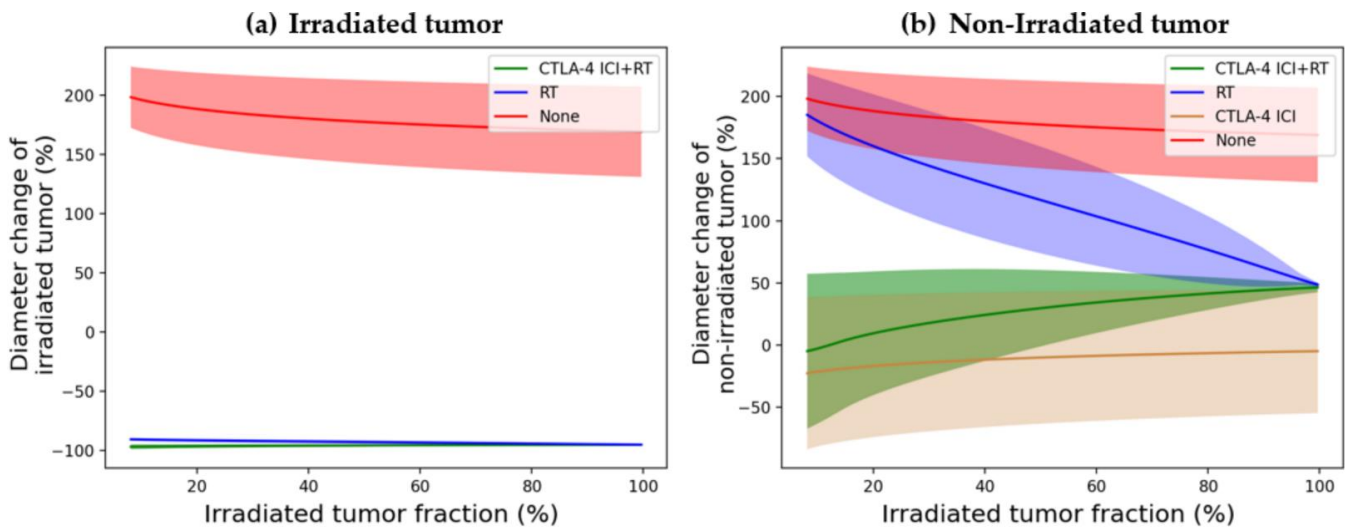 (a) Irradiated tumor
Diameter change of
irradiated tumor (%)
200
150
100
50
0
−50
−100
CTLA-4 ICI+RT
RT
None
20
40
60
80
100
Irradiated tumor fraction (%)
(b) Non-Irradiated tumor
Diameter change of
non-irradiated tumor (%)
200
150
100
50
0
−50
CTLA-4 ICI+RT
RT
CTLA-4 ICI
None
20
40
60
80
100
Irradiated tumor fraction (%)